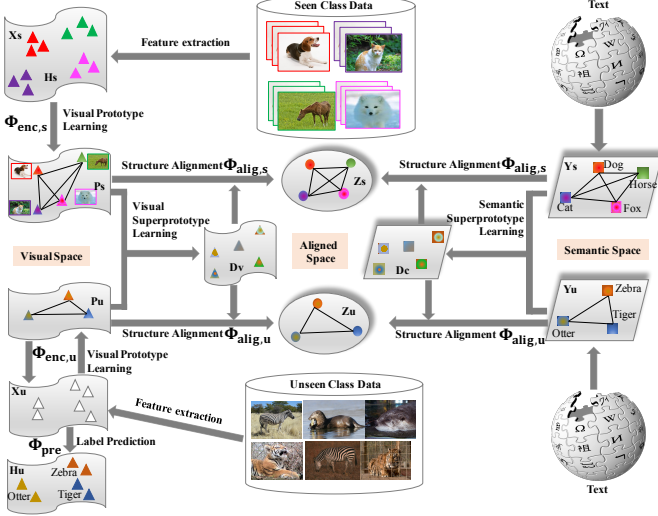 Seen Class Data
Text
Xs
Hs
Feature extraction
Φenc,s
Visual Prototype
Learning
Ps
Structure Alignment Φalig,s
Zs
Structure Alignment Φalig,s
Ys
Dog
Horse
Cat
Fox
Visual
Superprototype
Learning
Semantic
Superprototype
Learning
Visual Space
Dv
Aligned
Space
Dc
Semantic Space
Pu
Structure Alignment Φalig,u
Zu
Structure Alignment Φalig,u
Yu
Zebra
Tiger
Otter
Φenc,u
Visual Prototype
Learning
Xu
Feature extraction
Unseen Class Data
Φpre
Label Prediction
Hu
Zebra
Otter
Tiger
Text